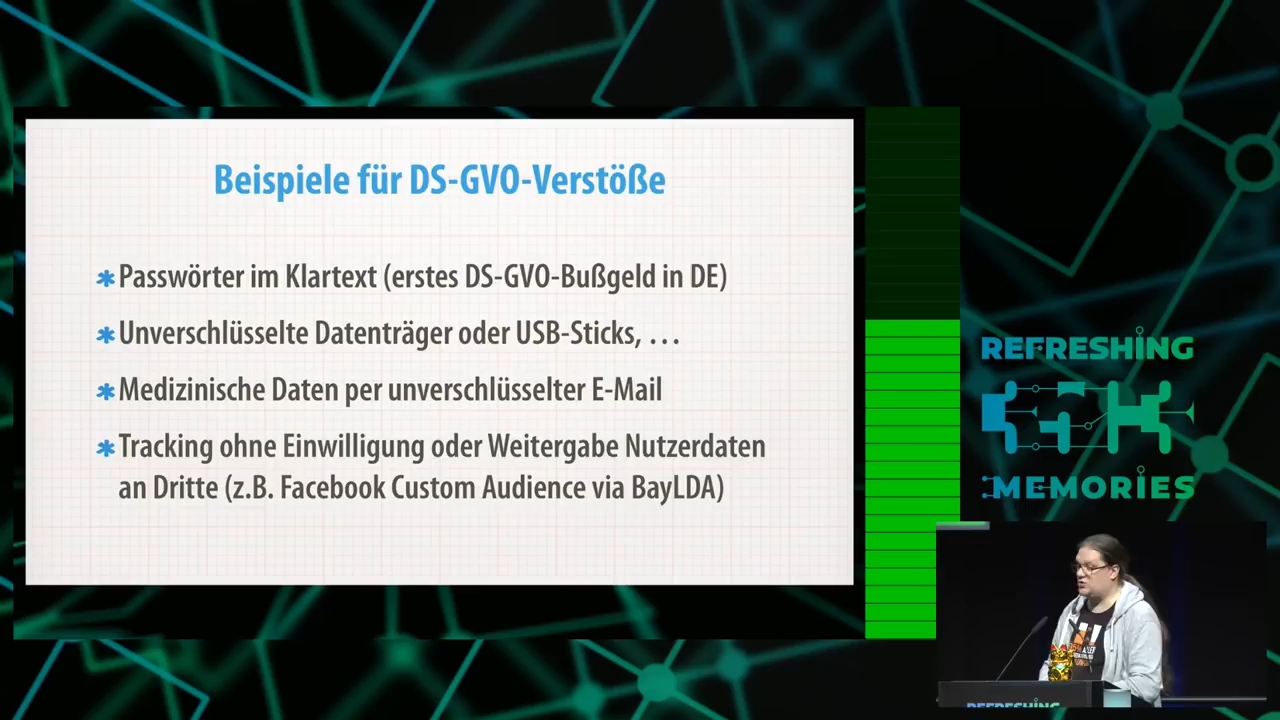 Beispiele für DS-GVO-Verstöße
Passwörter im Klartext (erstes DS-GVO-Bußgeld in DE)
Unverschlüsselte Datenträger oder USB-Sticks, …
Medizinische Daten per unverschlüsselter E-Mail
Tracking ohne Einwilligung oder Weitergabe Nutzerdaten
an Dritte (z.B. Facebook Custom Audience via BayLDA)
REFRESHING
MEMORIES
REFRESHING